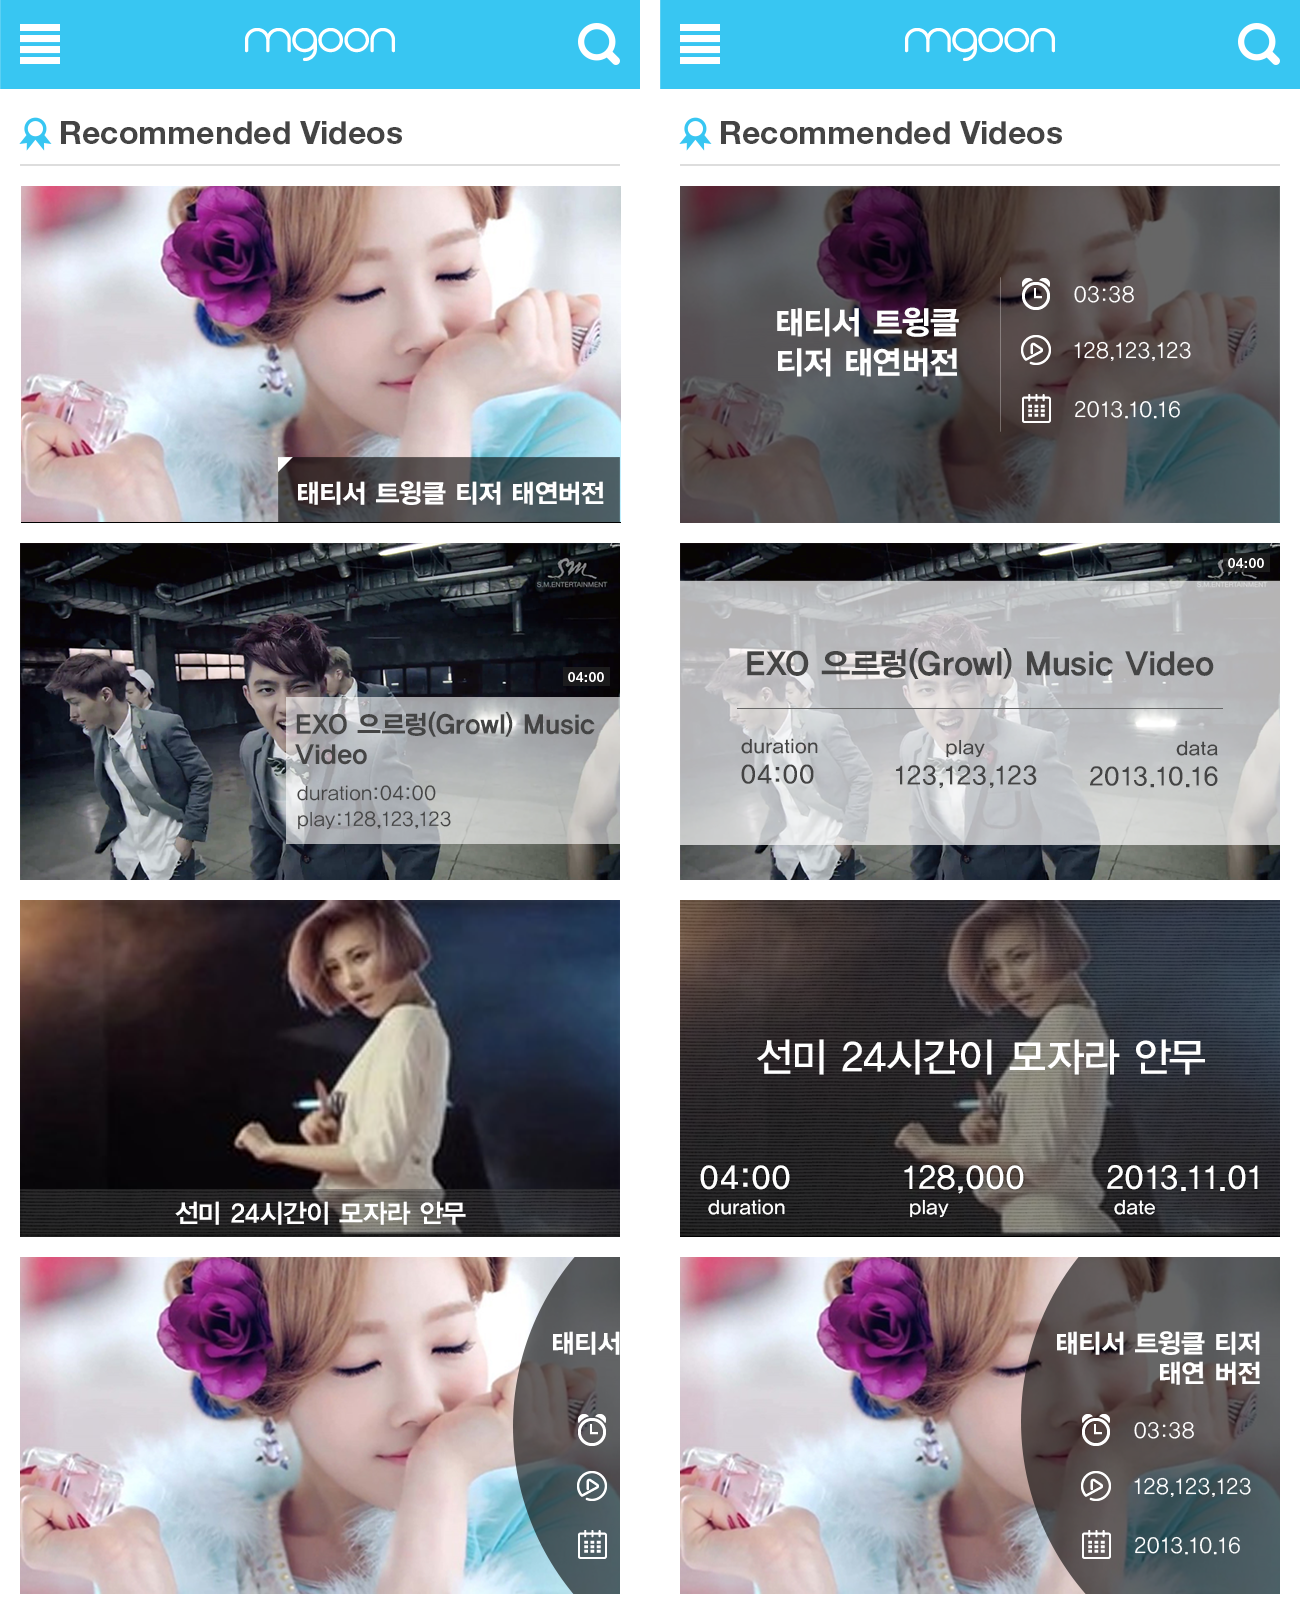 mgoon
Recommended Videos
태티서 트윙클 티저 태연버전
SM
S.M.ENTERTAINMENT
04:00
EXO 으르렁(Growl) Music
Video
duration:04:00
play:128,123,123
선미 24시간이 모자라 안무
태티서
mgoon
Recommended Videos
태티서 트윙클
티저 태연버전
03:38
128,123,123
2013.10.16
04:00
SM
S.M.ENTERTAINMENT
EXO 으르렁(Growl) Music Video
duration play data
04:00 123,123,123 2013.10.16
선미 24시간이 모자라 안무
04:00 128,000 2013.11.01
duration play date
태티서 트윙클 티저
태연 버전
03:38
128,123,123
2013.10.16